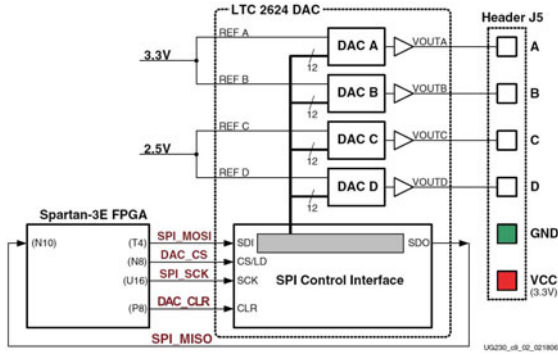 LTC 2624 DAC
Header J5
REF A
3.3V
12
DAC A
VOUTA
A
REF B
12
DAC B
VOUTB
B
REF C
2.5V
12
DAC C
VOUTC
C
REF D
12
DAC D
VOUTD
D
Spartan-3E FPGA
(N10)
(T4)
SPI_MOSI
SDI
SDO
GND
(N8)
DAC_CS
CS/LD
(U16)
SPI_SCK
SCK
SPI Control Interface
VCC
(3.3V)
(P8)
DAC_CLR
CLR
SPI_MISO
UG230_c9_02_021806